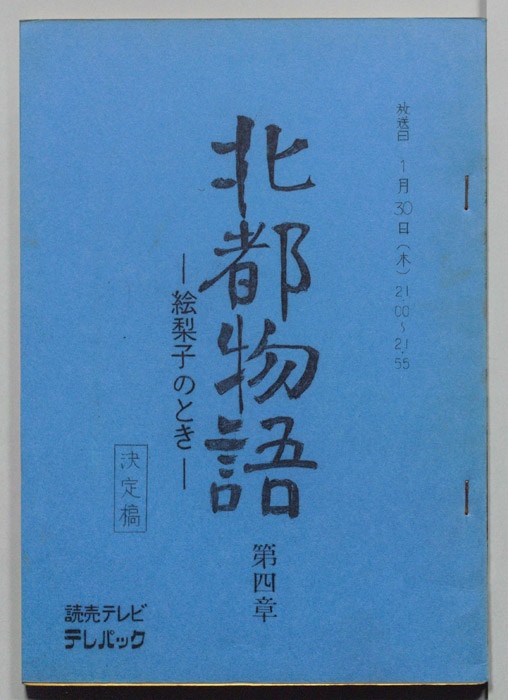 放送日 1月30日(木)21.00～21.55
北都物語
―絵梨子のとき―
第四章
決定稿
読売テレビ
テレパック